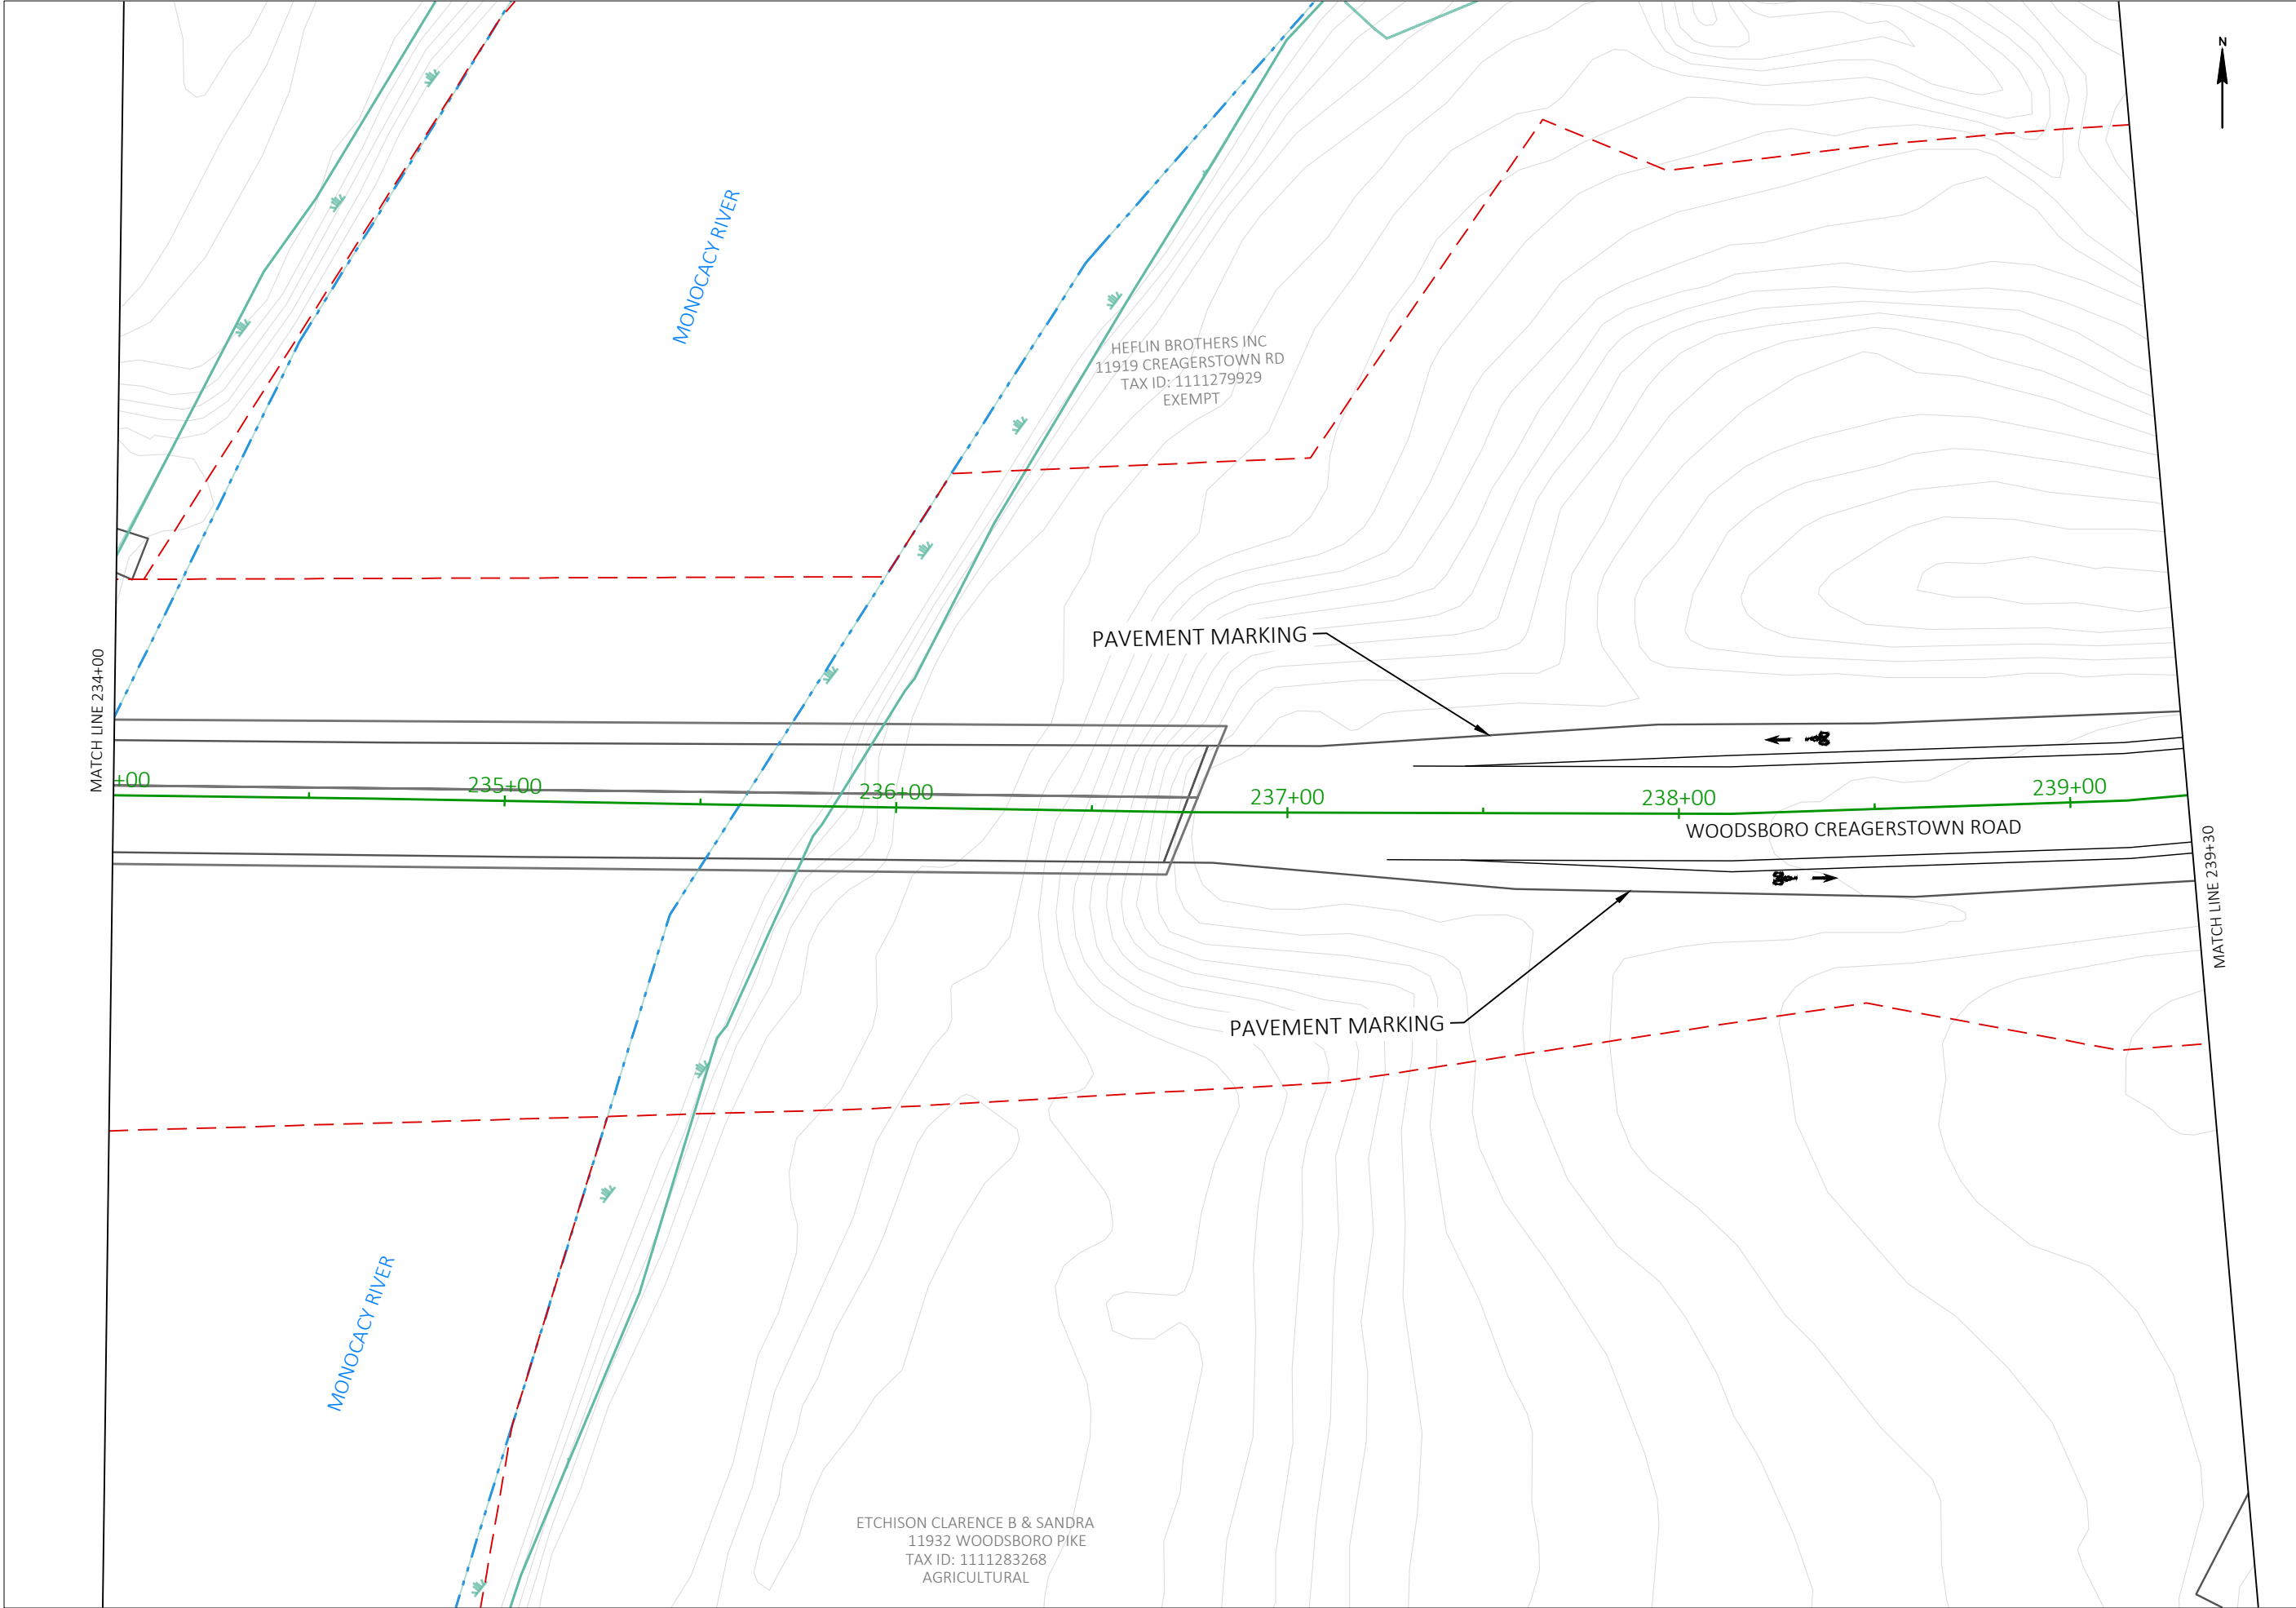 N
MONOCACY RIVER
HEFLIN BROTHERS INC
11919 CREAGERSTOWN RD
TAX ID: 1111279929
EXEMPT
PAVEMENT MARKING
MATCH LINE 234+00
+00
235+00
236+00
237+00
238+00
239+00
WOODSBORO CREAGERSTOWN ROAD
MATCH LINE 239+30
PAVEMENT MARKING
MONOCACY RIVER
ETCHISON CLARENCE B & SANDRA
11932 WOODSBORO PIKE
TAX ID: 1111283268
AGRICULTURAL